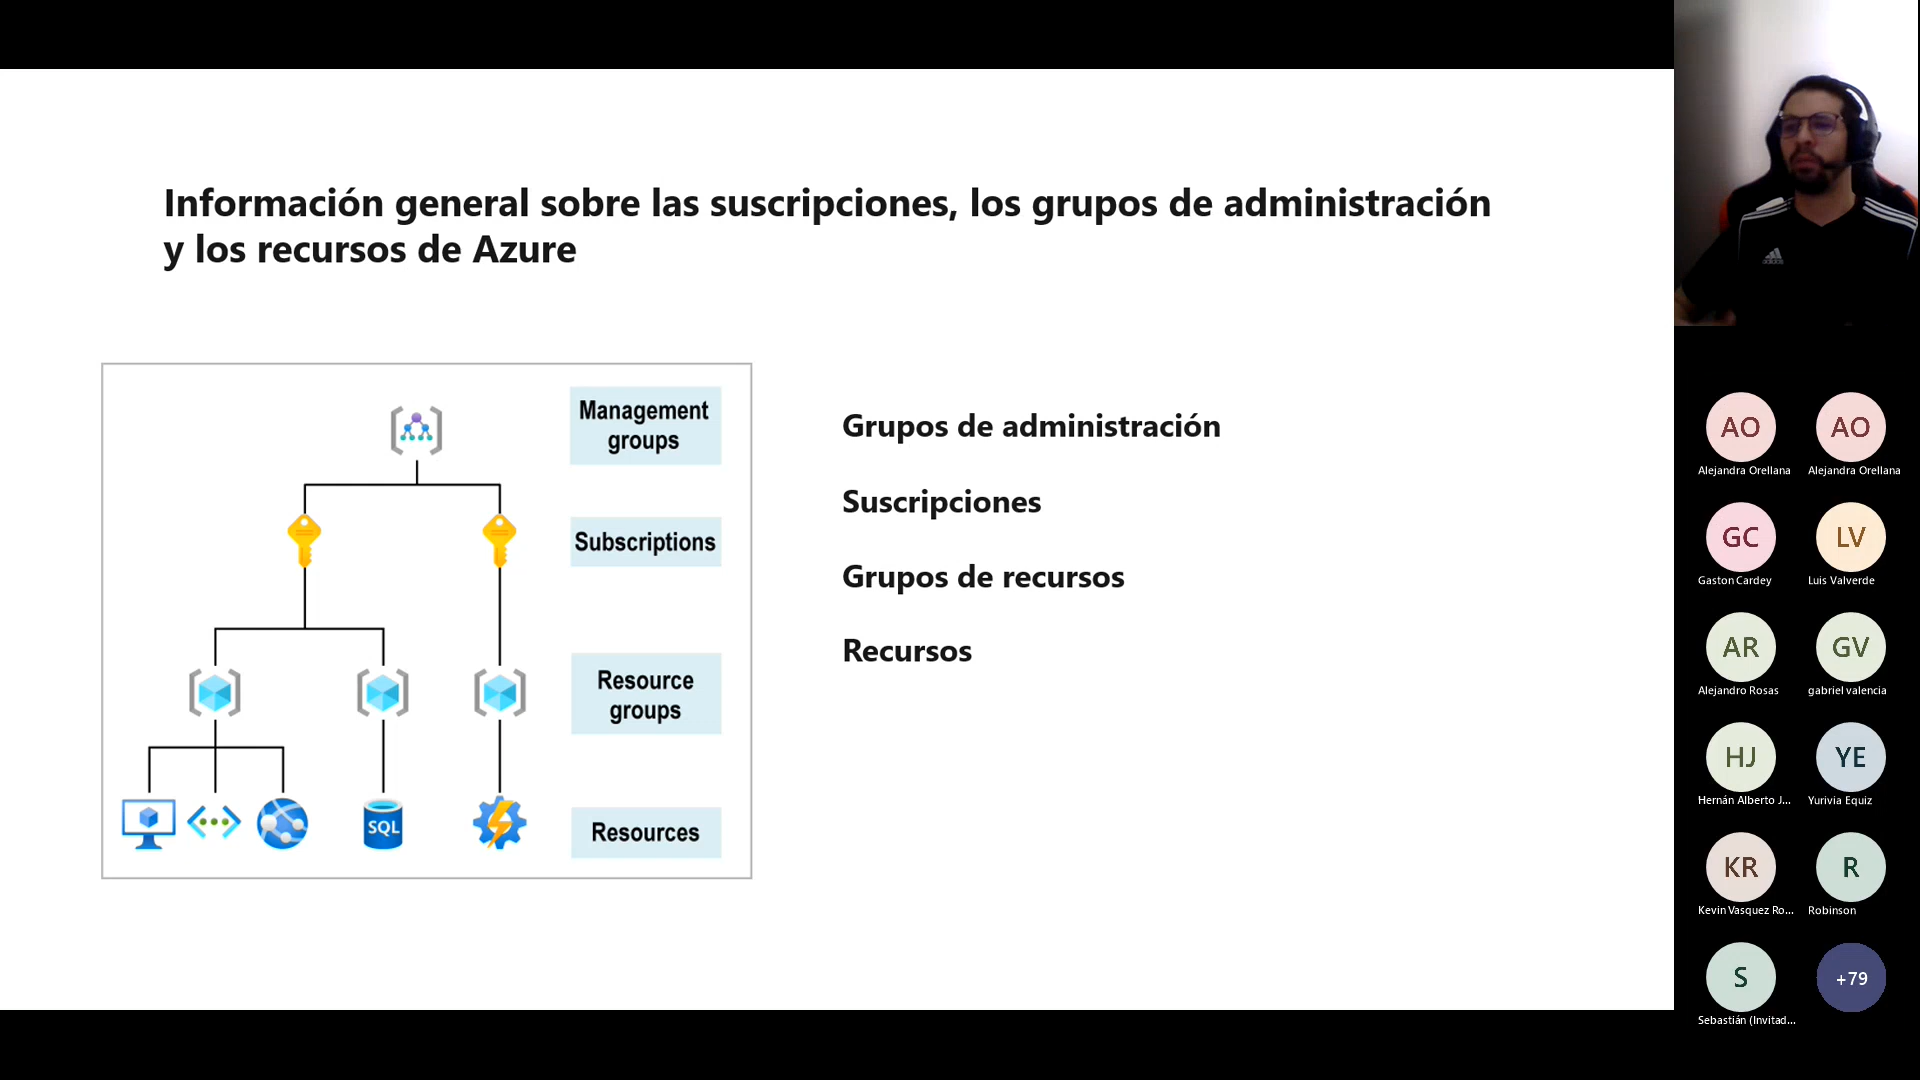 Información general sobre las suscripciones, los grupos de administración
y los recursos de Azure
Management
groups
Subscriptions
Resource
groups
SQL
Resources
Grupos de administración
Suscripciones
Grupos de recursos
Recursos
AO
Alejandra Orellana
AO
Alejandra Orellana
GC
Gaston Cardey
LV
Luis Valverde
AR
Alejandro Rosas
GV
gabriel valencia
HJ
Hernán Alberto J...
YE
Yurivia Equiz
KR
Kevin Vasquez Ro...
R
Robinson
S
Sebastián (Invitad...
+79
adidas